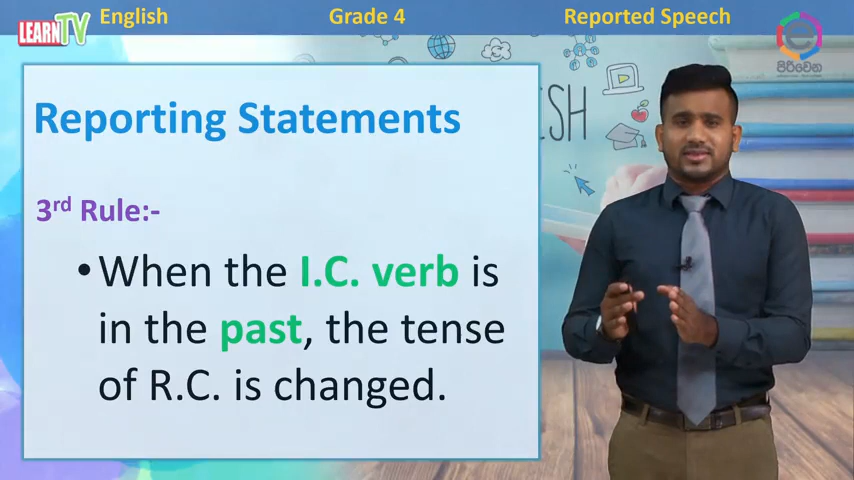 English
Grade 4
Reported Speech
LEARN TV
පිරිවෙන
Reporting Statements
3rd Rule:-
•When the I.C. verb is
in the past, the tense
of R.C. is changed.